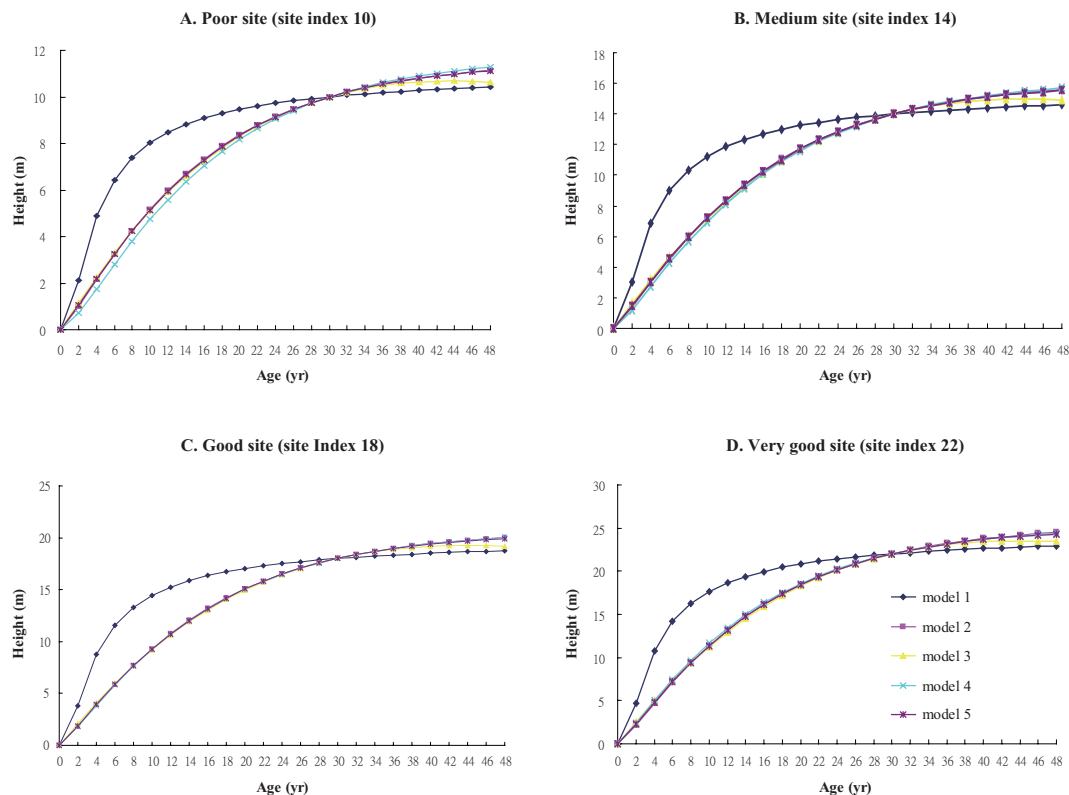 A. Poor site (site index 10)
12
10
8
6
4
2
0
Height (m)
0 2 4 6 8 10 12 14 16 18 20 22 24 26 28 30 32 34 36 38 40 42 44 46 48
Age (yr)
B. Medium site (site index 14)
18
16
14
12
10
8
6
4
2
0
Height (m)
0 2 4 6 8 10 12 14 16 18 20 22 24 26 28 30 32 34 36 38 40 42 44 46 48
Age (yr)
C. Good site (site Index 18)
25
20
15
10
5
0
Height (m)
0 2 4 6 8 10 12 14 16 18 20 22 24 26 28 30 32 34 36 38 40 42 44 46 48
Age (yr)
D. Very good site (site index 22)
30
25
20
15
10
5
0
Height (m)
0 2 4 6 8 10 12 14 16 18 20 22 24 26 28 30 32 34 36 38 40 42 44 46 48
Age (yr)
model 1
model 2
model 3
model 4
model 5